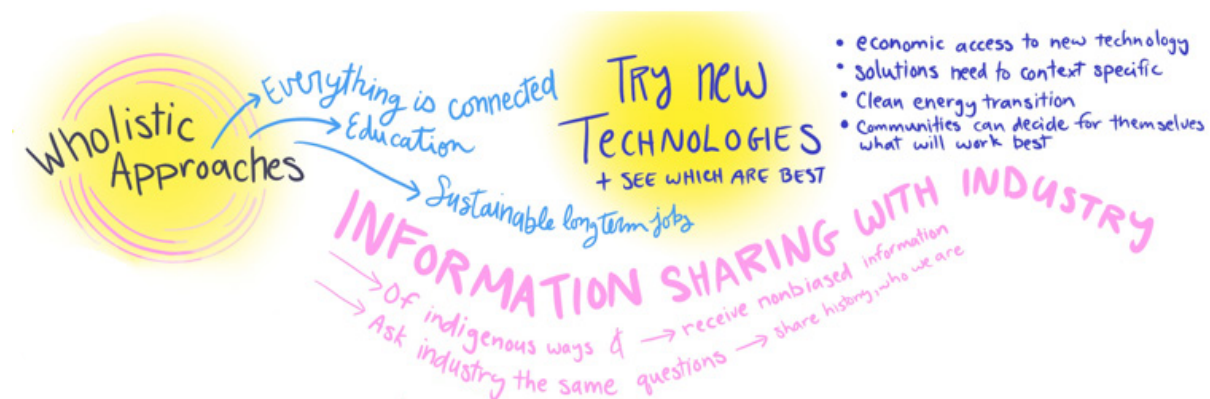 Wholistic
Approaches
Everything is connected
Education
Sustainable long term jobs
Try new
Technologies
+ SEE WHICH ARE BEST
• economic access to new technology
• solutions need to context specific
• Clean energy transition
• Communities can decide for themselves
what will work best
INFORMATION SHARING WITH INDUSTRY
→ Of indigenous ways & → receive nonbiased information
→ Ask industry the same questions → share history, who we are